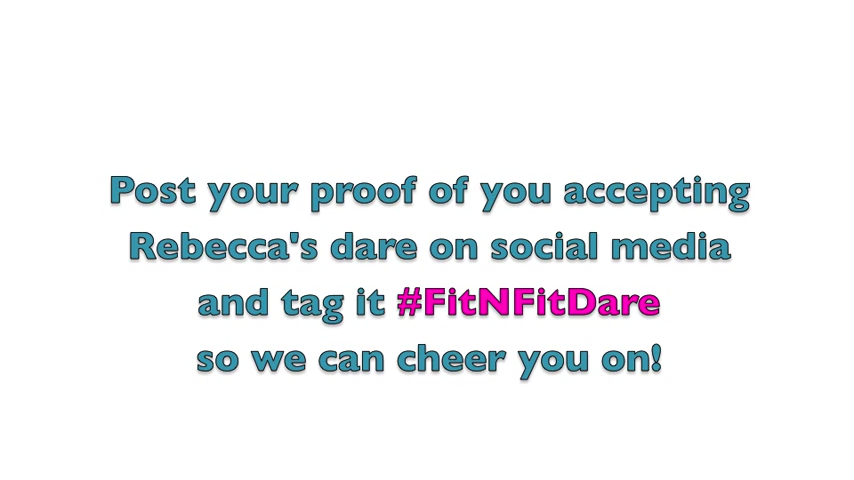 Post your proof of you accepting
Rebecca's dare on social media
and tag it #FitNFitDare
so we can cheer you on!